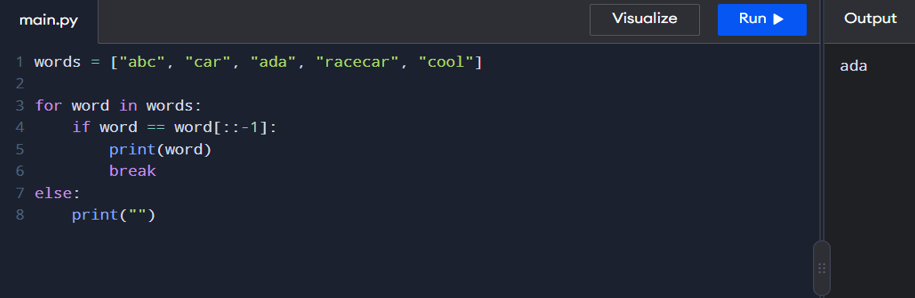 main.py Visualize Run Output
1 words = ["abc", "car", "ada", "racecar", "cool"]
2
3 for word in words:
4     if word == word[::-1]:
5         print(word)
6         break
7 else:
8     print("")
ada